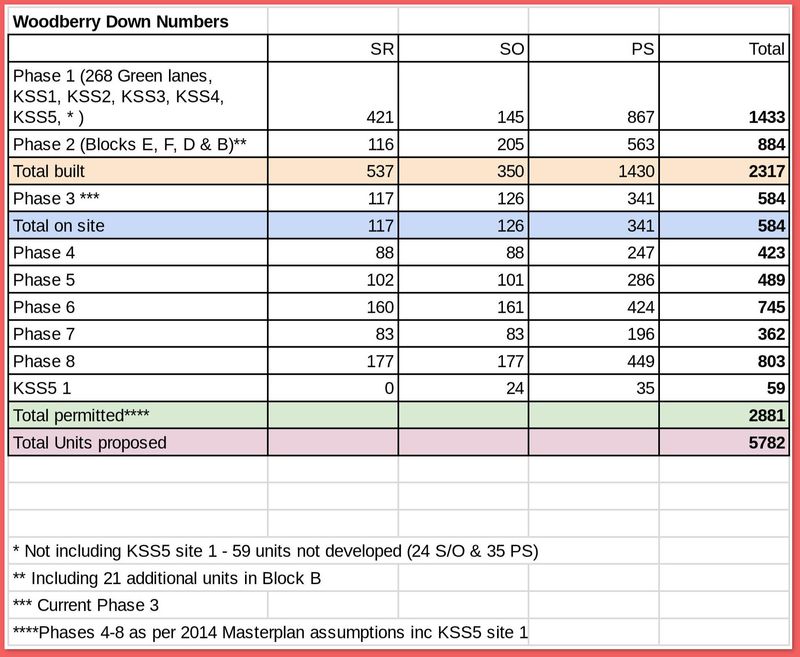 Woodberry Down Numbers
SR SO PS Total
Phase 1 (268 Green lanes,
KSS1, KSS2, KSS3, KSS4,
KSS5, * ) 421 145 867 1433
Phase 2 (Blocks E, F, D & B)** 116 205 563 884
Total built 537 350 1430 2317
Phase 3 *** 117 126 341 584
Total on site 117 126 341 584
Phase 4 88 88 247 423
Phase 5 102 101 286 489
Phase 6 160 161 424 745
Phase 7 83 83 196 362
Phase 8 177 177 449 803
KSS5 1 0 24 35 59
Total permitted**** 2881
Total Units proposed 5782
* Not including KSS5 site 1 - 59 units not developed (24 S/O & 35 PS)
** Including 21 additional units in Block B
*** Current Phase 3
****Phases 4-8 as per 2014 Masterplan assumptions inc KSS5 site 1